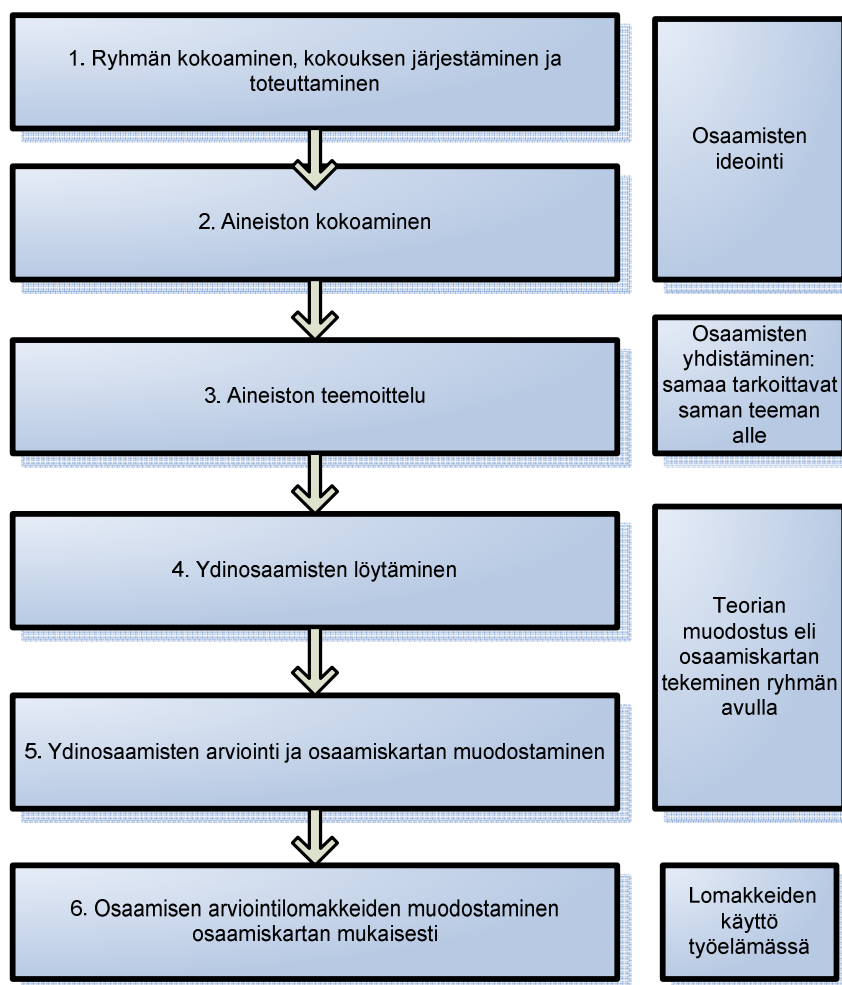 1. Ryhmän kokoaminen, kokouksen järjestäminen ja
toteuttaminen
Osaamisten
ideointi
2. Aineiston kokoaminen
3. Aineiston teemoittelu
Osaamisten
yhdistäminen:
samaa tarkoittavat
saman teeman
alle
4. Ydinosaamisten löytäminen
Teorian
muodostus eli
osaamiskartan
tekeminen ryhmän
avulla
5. Ydinosaamisten arviointi ja osaamiskartan muodostaminen
6. Osaamisen arviointilomakkeiden muodostaminen
osaamiskartan mukaisesti
Lomakkeiden
käyttö
työelämässä